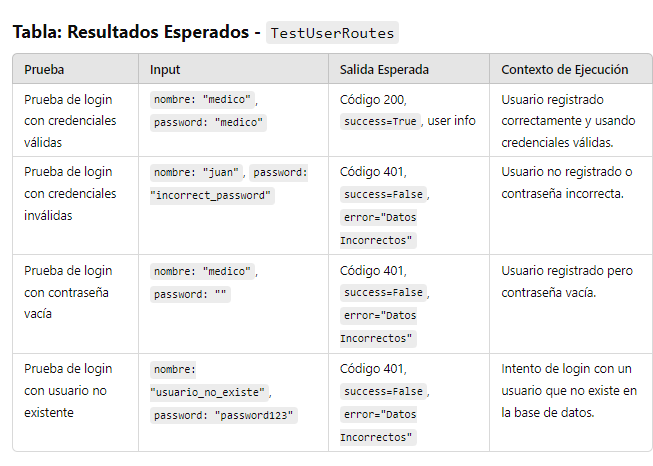 Tabla: Resultados Esperados - TestUserRoutes
Prueba Input Salida Esperada Contexto de Ejecución
Prueba de login
con credenciales
válidas
nombre: "medico",
password: "medico"
Código 200,
success=True, user info
Usuario registrado
correctamente y usando
credenciales válidas.
Prueba de login
con credenciales
inválidas
nombre: "juan", password:
"incorrect_password"
Código 401,
success=False,
error="Datos
Incorrectos"
Usuario no registrado o
contraseña incorrecta.
Prueba de login
con contraseña
vacía
nombre: "medico",
password: ""
Código 401,
success=False,
error="Datos
Incorrectos"
Usuario registrado pero
contraseña vacía.
Prueba de login
con usuario no
existente
nombre:
"usuario_no_existe",
password: "password123"
Código 401,
success=False,
error="Datos
Incorrectos"
Intento de login con un
usuario que no existe en
la base de datos.